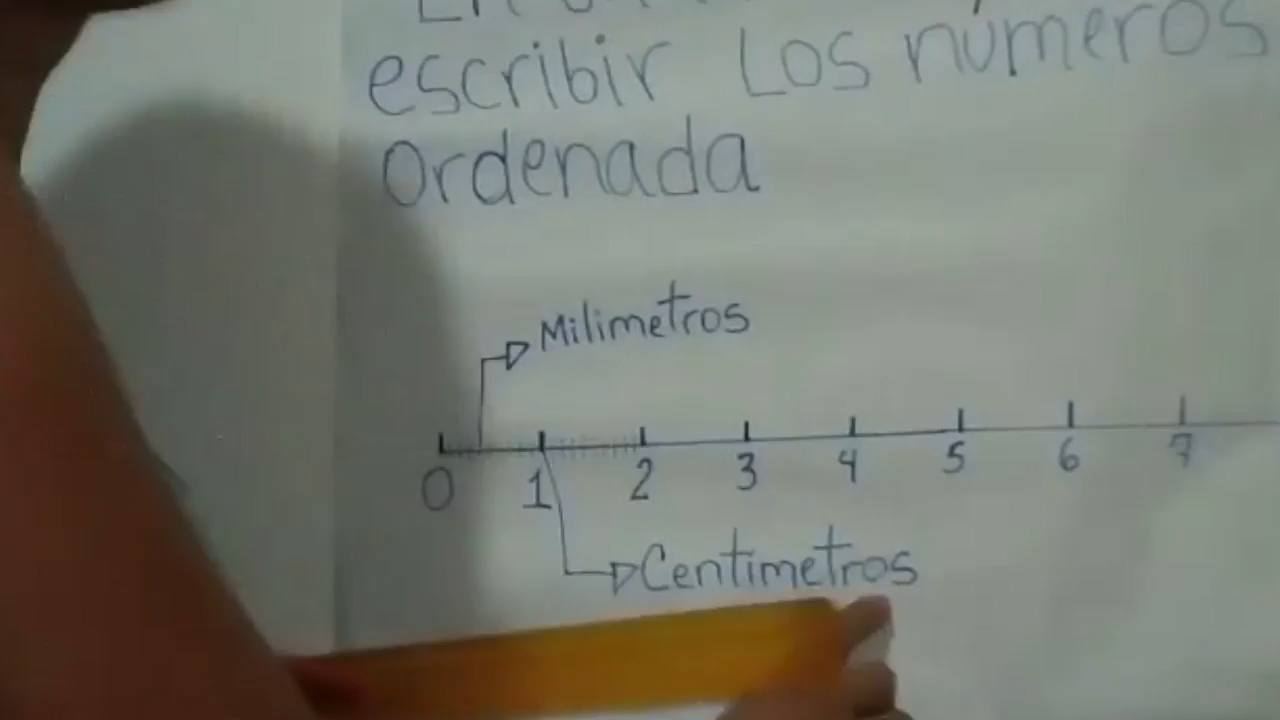 escribir Los números
Ordenada
Milimetros
0 1 2 3 4 5 6 7
Centimetros